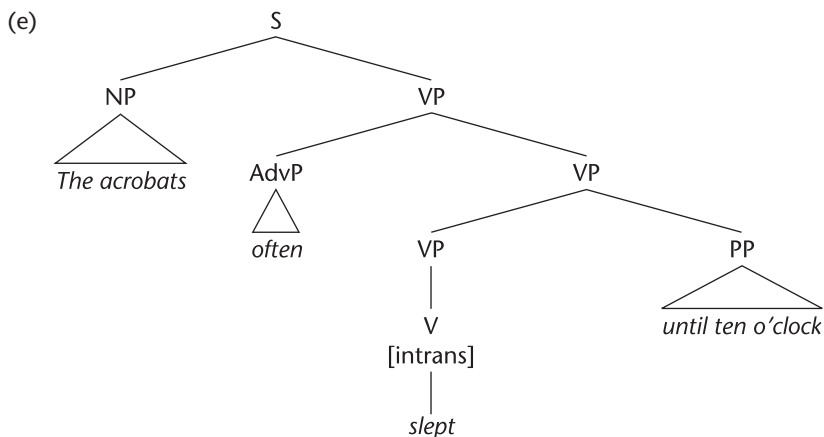 (e)
S
NP VP
The acrobats AdvP VP
often VP PP
V until ten o’clock
[intrans]
slept